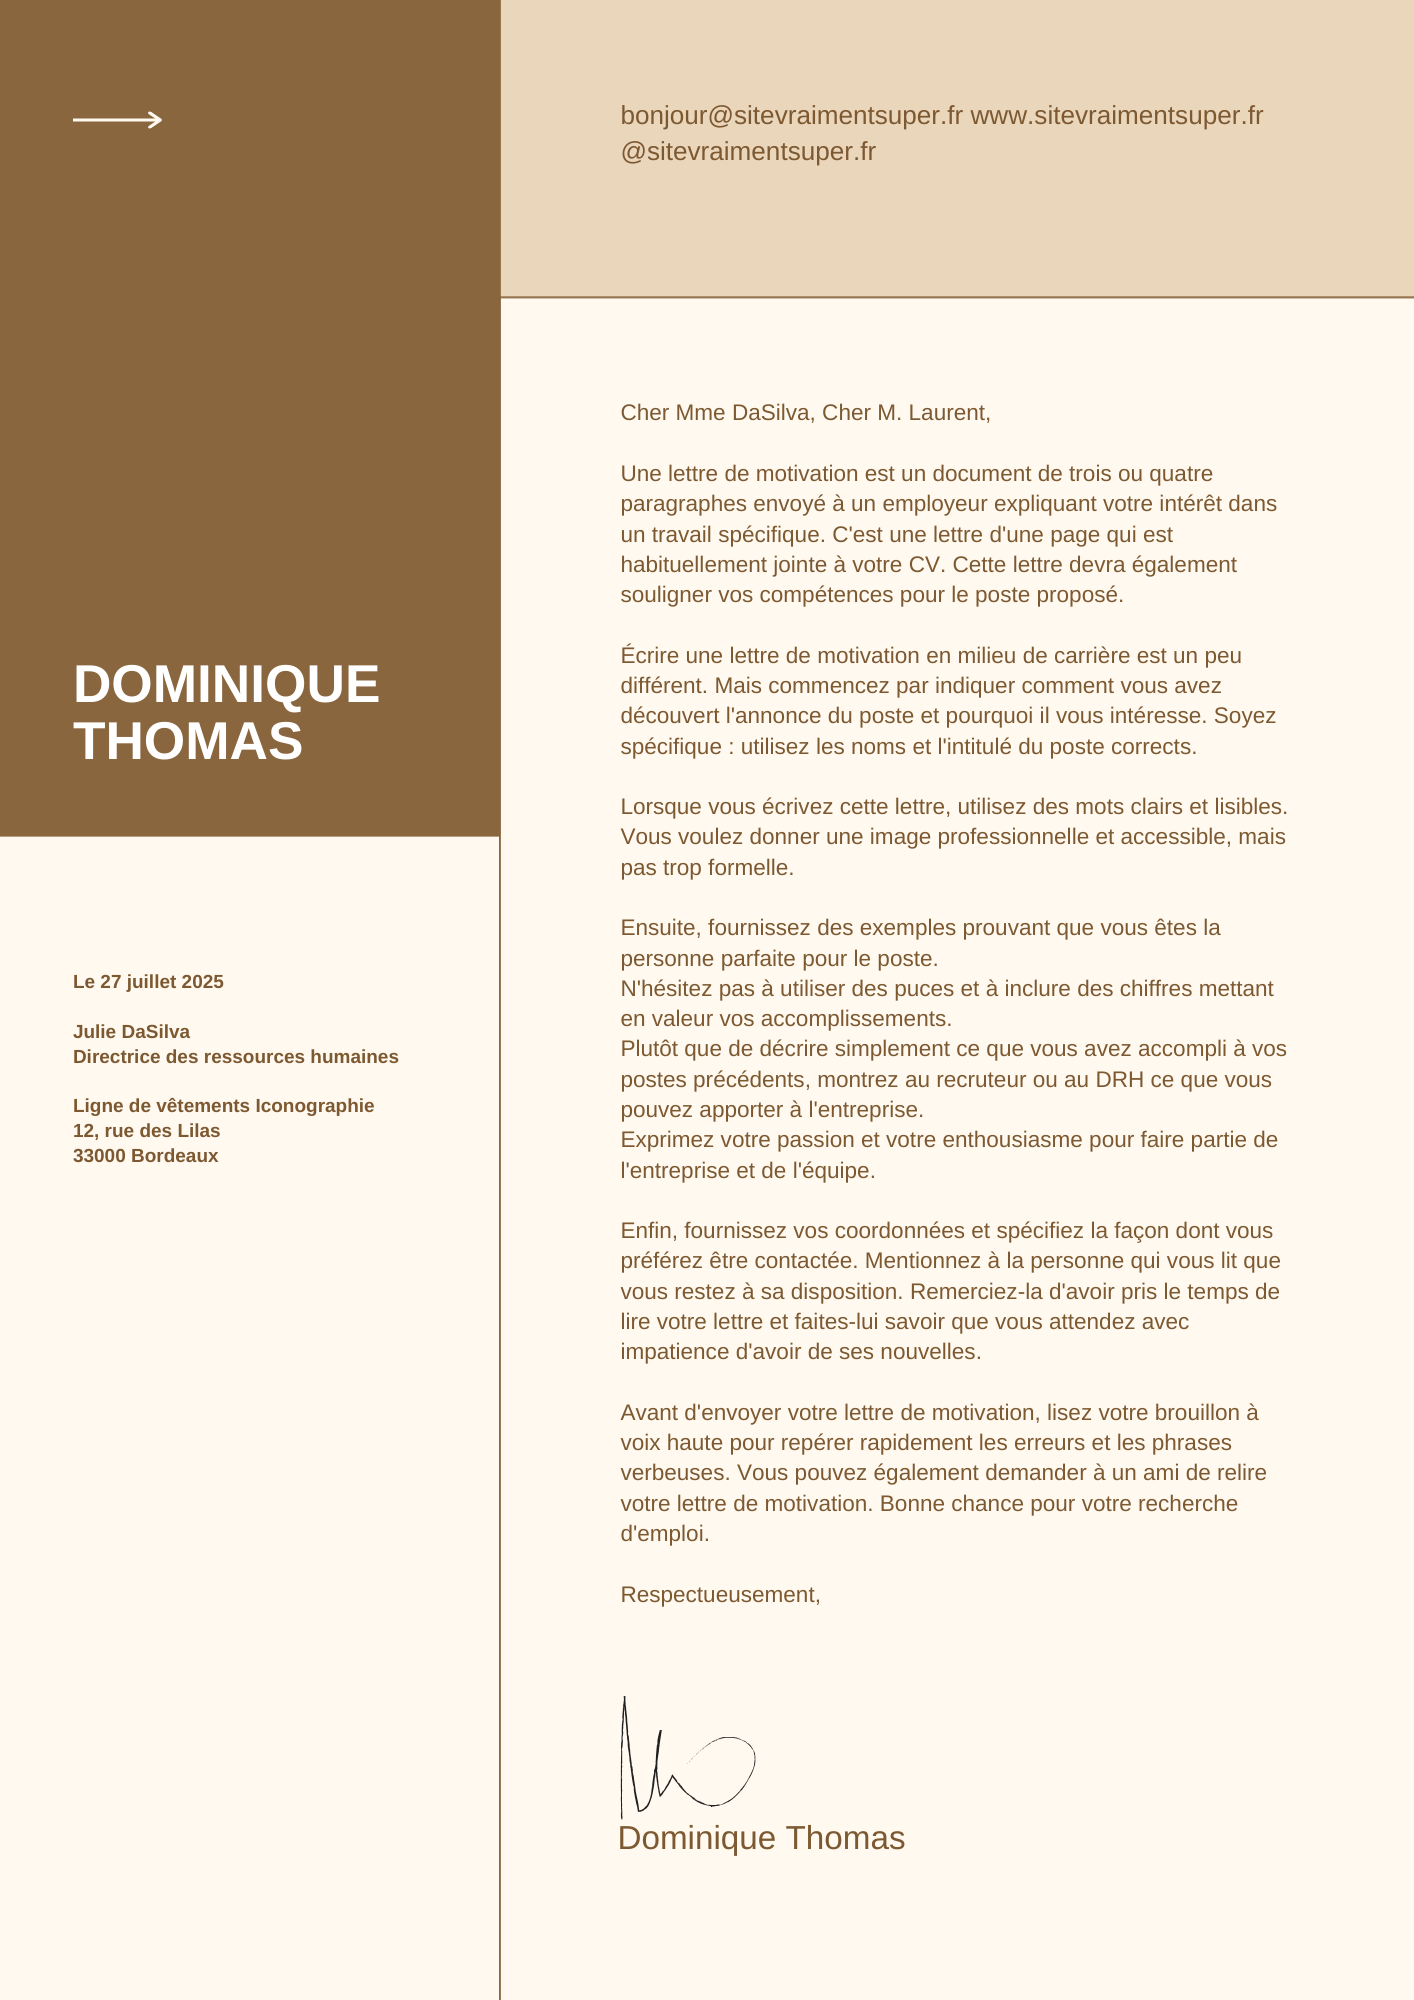 bonjour@sitevraimentsuper.fr www.sitevraimentsuper.fr
@sitevraimentsuper.fr
DOMINIQUE
THOMAS
Le 27 juillet 2025
Julie DaSilva
Directrice des ressources humaines
Ligne de vêtements Iconographie
12, rue des Lilas
33000 Bordeaux
Cher Mme DaSilva, Cher M. Laurent,
Une lettre de motivation est un document de trois ou quatre
paragraphes envoyé à un employeur expliquant votre intérêt dans
un travail spécifique. C'est une lettre d'une page qui est
habituellement jointe à votre CV. Cette lettre devra également
souligner vos compétences pour le poste proposé.
Écrire une lettre de motivation en milieu de carrière est un peu
différent. Mais commencez par indiquer comment vous avez
découvert l'annonce du poste et pourquoi il vous intéresse. Soyez
spécifique : utilisez les noms et l'intitulé du poste corrects.
Lorsque vous écrivez cette lettre, utilisez des mots clairs et lisibles.
Vous voulez donner une image professionnelle et accessible, mais
pas trop formelle.
Ensuite, fournissez des exemples prouvant que vous êtes la
personne parfaite pour le poste.
N'hésitez pas à utiliser des puces et à inclure des chiffres mettant
en valeur vos accomplissements.
Plutôt que de décrire simplement ce que vous avez accompli à vos
postes précédents, montrez au recruteur ou au DRH ce que vous
pouvez apporter à l'entreprise.
Exprimez votre passion et votre enthousiasme pour faire partie de
l'entreprise et de l'équipe.
Enfin, fournissez vos coordonnées et spécifiez la façon dont vous
préférez être contactée. Mentionnez à la personne qui vous lit que
vous restez à sa disposition. Remerciez-la d'avoir pris le temps de
lire votre lettre et faites-lui savoir que vous attendez avec
impatience d'avoir de ses nouvelles.
Avant d'envoyer votre lettre de motivation, lisez votre brouillon à
voix haute pour repérer rapidement les erreurs et les phrases
verbeuses. Vous pouvez également demander à un ami de relire
votre lettre de motivation. Bonne chance pour votre recherche
d'emploi.
Respectueusement,
Dominique Thomas